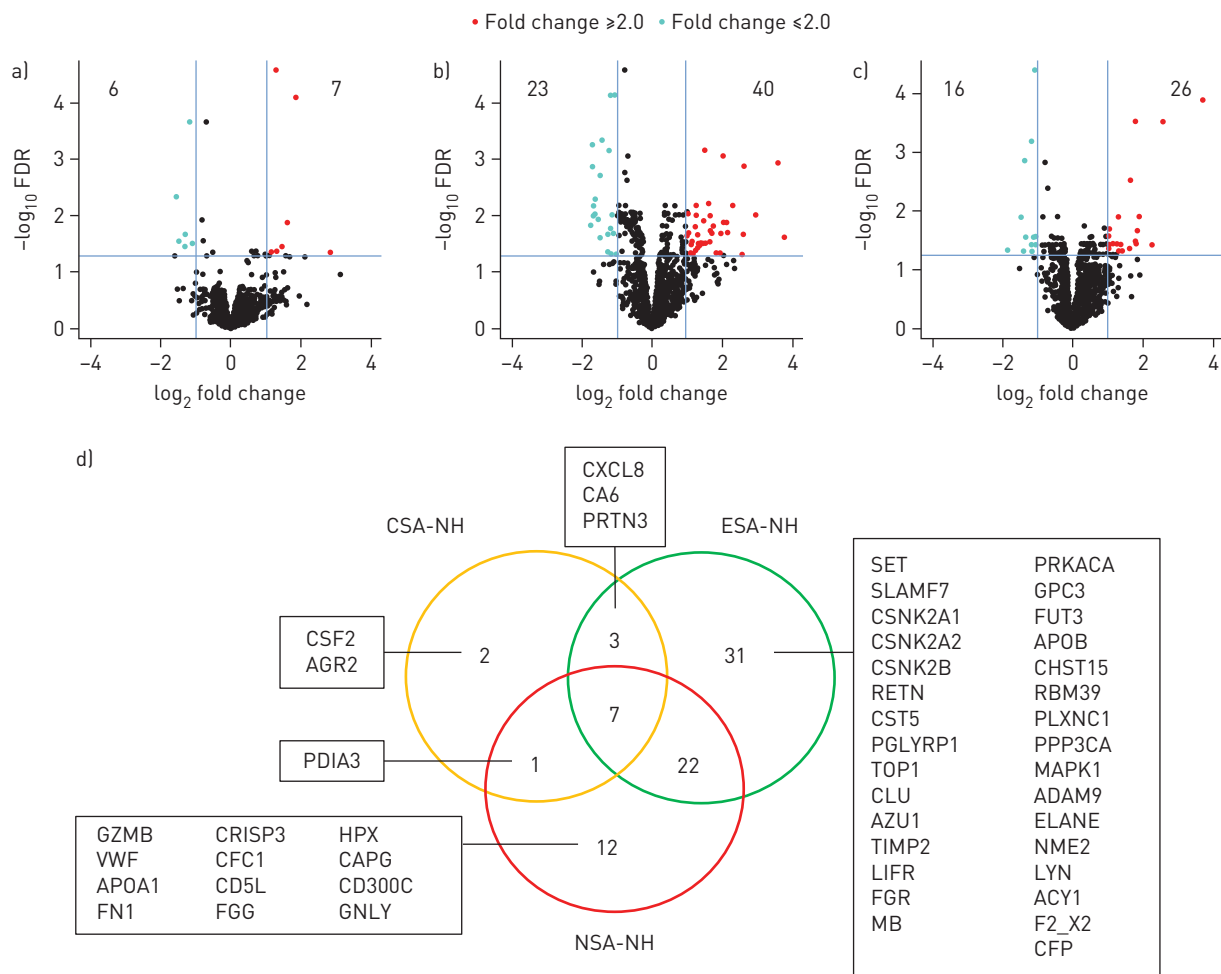 Fold change ≥2.0 Fold change ≤2.0
a)
6 7
4
3
2
1
0
–log10 FDR
–4 –2 0 2 4
log2 fold change
b)
23 40
4
3
2
1
0
–log10 FDR
–4 –2 0 2 4
log2 fold change
c)
16 26
4
3
2
1
0
–log10 FDR
–4 –2 0 2 4
log2 fold change
d)
CXCL8
CA6
PRTN3
CSA-NH
ESA-NH
CSF2
AGR2
2
3
31
7
PDIA3
1
22
12
NSA-NH
GZMB CRISP3 HPX
VWF CFC1 CAPG
APOA1 CD5L CD300C
FN1 FGG GNLY
SET PRKACA
SLAMF7 GPC3
CSNK2A1 FUT3
CSNK2A2 APOB
CSNK2B CHST15
RETN RBM39
CST5 PLXNC1
PGLYRP1 PPP3CA
TOP1 MAPK1
CLU ADAM9
AZU1 ELANE
TIMP2 NME2
LIFR LYN
FGR ACY1
MB F2_X2
CFP